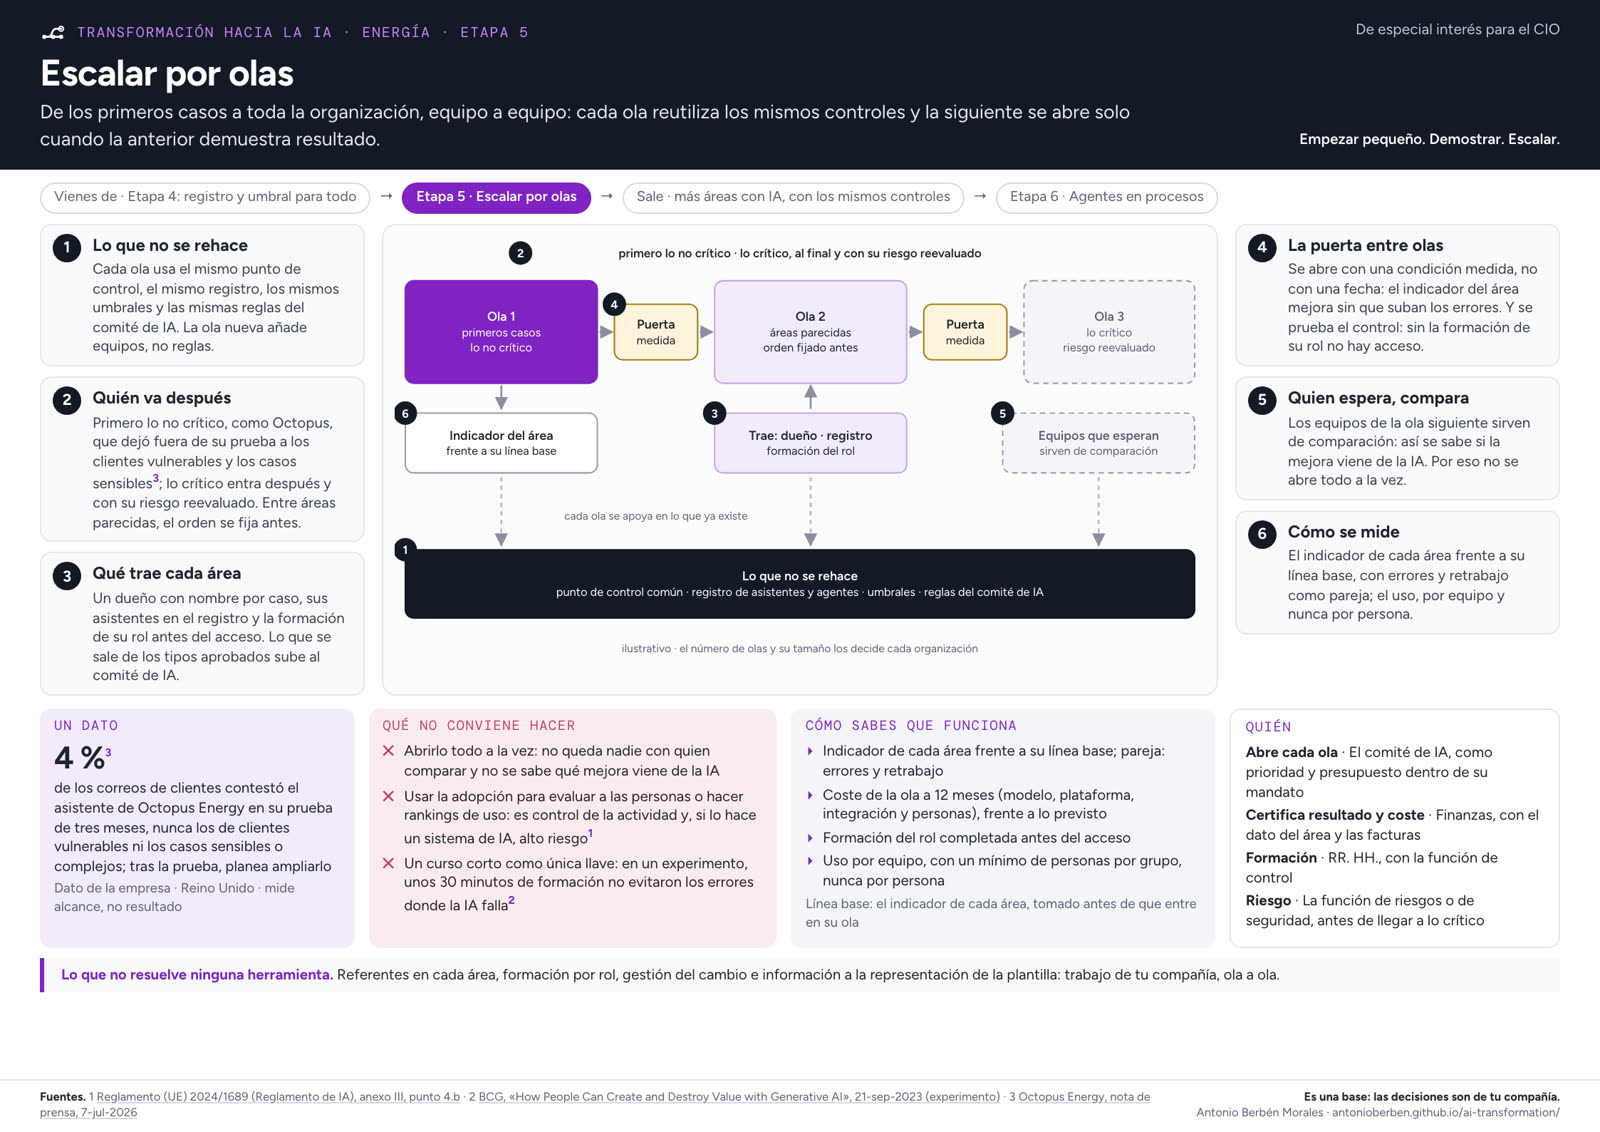 TRANSFORMACIÓN HACIA LA IA · ENERGÍA · ETAPA 5
De especial interés para el CIO
Escalar por olas
De los primeros casos a toda la organización, equipo a equipo: cada ola reutiliza los mismos controles y la siguiente se abre solo
cuando la anterior demuestra resultado.
Empezar pequeño. Demostrar. Escalar.
Vienes de · Etapa 4: registro y umbral para todo
→
Etapa 5 · Escalar por olas
→
Sale · más áreas con IA, con los mismos controles
→
Etapa 6 · Agentes en procesos
1
Lo que no se rehace
Cada ola usa el mismo punto de
control, el mismo registro, los mismos
umbrales y las mismas reglas del
comité de IA. La ola nueva añade
equipos, no reglas.
2
Quién va después
Primero lo no crítico, como Octopus,
que dejó fuera de su prueba a los
clientes vulnerables y los casos
sensibles3; lo crítico entra después y
con su riesgo reevaluado. Entre áreas
parecidas, el orden se fija antes.
3
Qué trae cada área
Un dueño con nombre por caso, sus
asistentes en el registro y la formación
de su rol antes del acceso. Lo que se
sale de los tipos aprobados sube al
comité de IA.
2
primero lo no crítico · lo crítico, al final y con su riesgo reevaluado
Ola 1
primeros casos
lo no crítico
4
Puerta
medida
Ola 2
áreas parecidas
orden fijado antes
Puerta
medida
Ola 3
lo crítico
riesgo reevaluado
6
Indicador del área
frente a su línea base
3
Trae: dueño · registro
formación del rol
5
Equipos que esperan
sirven de comparación
cada ola se apoya en lo que ya existe
1
Lo que no se rehace
punto de control común · registro de asistentes y agentes · umbrales · reglas del comité de IA
ilustrativo · el número de olas y su tamaño los decide cada organización
4
La puerta entre olas
Se abre con una condición medida, no
con una fecha: el indicador del área
mejora sin que suban los errores. Y se
prueba el control: sin la formación de
su rol no hay acceso.
5
Quien espera, compara
Los equipos de la ola siguiente sirven
de comparación: así se sabe si la
mejora viene de la IA. Por eso no se
abre todo a la vez.
6
Cómo se mide
El indicador de cada área frente a su
línea base, con errores y retrabajo
como pareja; el uso, por equipo y
nunca por persona.
UN DATO
4 %3
de los correos de clientes contestó el
asistente de Octopus Energy en su prueba
de tres meses, nunca los de clientes
vulnerables ni los casos sensibles o
complejos; tras la prueba, planea ampliarlo
Dato de la empresa · Reino Unido · mide
alcance, no resultado
QUÉ NO CONVIENE HACER
Abrirlo todo a la vez: no queda nadie con quien
comparar y no se sabe qué mejora viene de la IA
Usar la adopción para evaluar a las personas o hacer
rankings de uso: es control de la actividad y, si lo hace
un sistema de IA, alto riesgo1
Un curso corto como única llave: en un experimento,
unos 30 minutos de formación no evitaron los errores
donde la IA falla2
CÓMO SABES QUE FUNCIONA
Indicador de cada área frente a su línea base; pareja:
errores y retrabajo
Coste de la ola a 12 meses (modelo, plataforma,
integración y personas), frente a lo previsto
Formación del rol completada antes del acceso
Uso por equipo, con un mínimo de personas por grupo,
nunca por persona
Línea base: el indicador de cada área, tomado antes de que entre
en su ola
QUIÉN
Abre cada ola · El comité de IA, como
prioridad y presupuesto dentro de su
mandato
Certifica resultado y coste · Finanzas, con el
dato del área y las facturas
Formación · RR. HH., con la función de
control
Riesgo · La función de riesgos o de
seguridad, antes de llegar a lo crítico
Lo que no resuelve ninguna herramienta. Referentes en cada área, formación por rol, gestión del cambio e información a la representación de la plantilla: trabajo de tu compañía, ola a ola.
Fuentes. 1 Reglamento (UE) 2024/1689 (Reglamento de IA), anexo III, punto 4.b · 2 BCG, «How People Can Create and Destroy Value with Generative AI», 21-sep-2023 (experimento) · 3 Octopus Energy, nota de
prensa, 7-jul-2026
Es una base: las decisiones son de tu compañía.
Antonio Berbén Morales · antonioberben.github.io/ai-transformation/